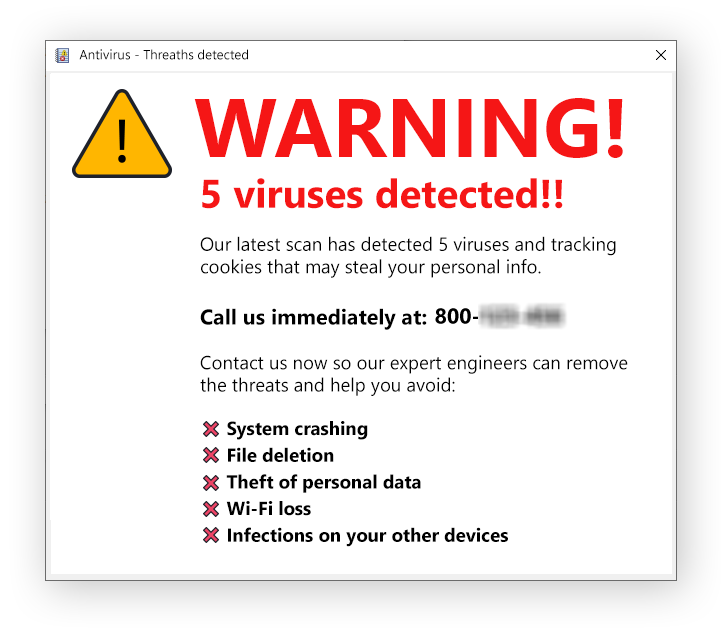 Antivirus - Threaths detected
WARNING!
5 viruses detected!!
Our latest scan has detected 5 viruses and tracking
cookies that may steal your personal info.
Call us immediately at: 800-
Contact us now so our expert engineers can remove
the threats and help you avoid:
System crashing
File deletion
Theft of personal data
Wi-Fi loss
Infections on your other devices